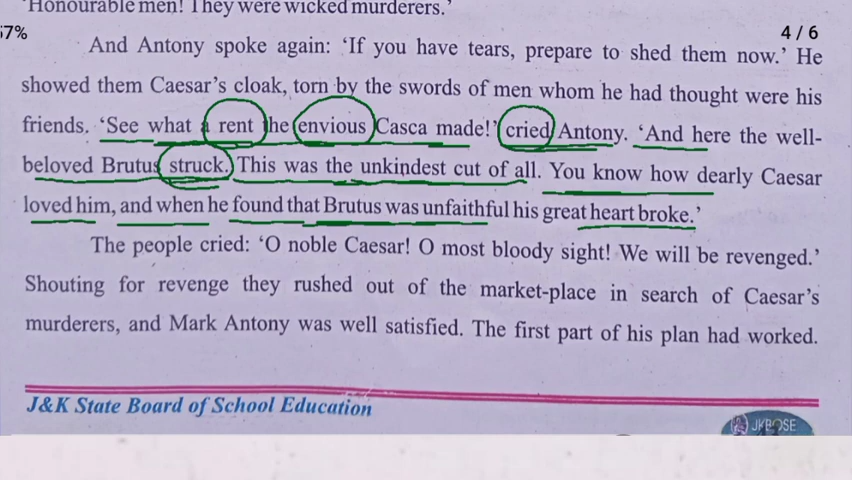 'Honourable men! They were wicked murderers.'
57%
4 / 6
And Antony spoke again: 'If you have tears, prepare to shed them now.' He
showed them Caesar's cloak, torn by the swords of men whom he had thought were his
friends. 'See what a rent the envious Casca made!' cried Antony. 'And here the well-
beloved Brutus struck. This was the unkindest cut of all. You know how dearly Caesar
loved him, and when he found that Brutus was unfaithful his great heart broke.'
The people cried: 'O noble Caesar! O most bloody sight! We will be revenged.'
Shouting for revenge they rushed out of the market-place in search of Caesar's
murderers, and Mark Antony was well satisfied. The first part of his plan had worked.
J&K State Board of School Education
JKBOSE